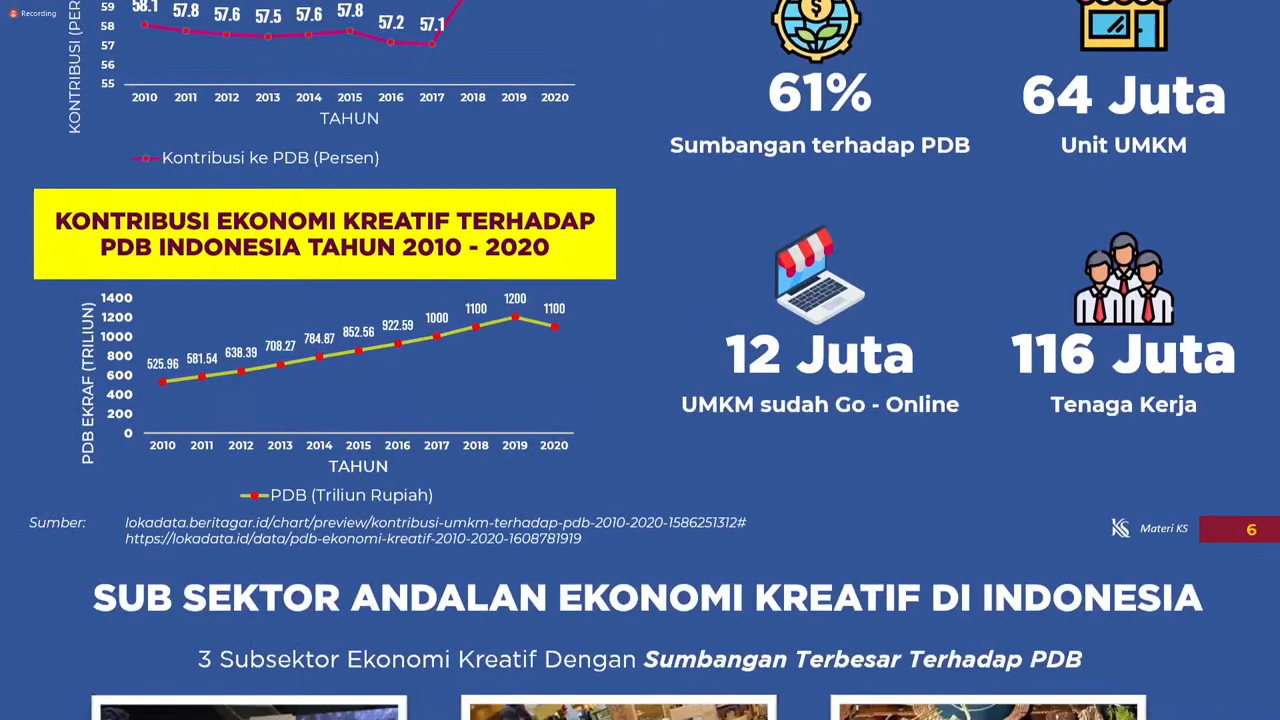 Recording
59
58
57
56
55
KONTRIBUSI (PER
58.1
57.8
57.6
57.5
57.6
57.8
57.2
57.1
2010 2011 2012 2013 2014 2015 2016 2017 2018 2019 2020
TAHUN
Kontribusi ke PDB (Persen)
61%
Sumbangan terhadap PDB
64 Juta
Unit UMKM
KONTRIBUSI EKONOMI KREATIF TERHADAP
PDB INDONESIA TAHUN 2010 - 2020
PDB EKRAF (TRILIUN)
1400
1200
1000
800
600
400
200
0
525.96
581.54
638.39
708.27
784.87
852.56
922.59
1000
1100
1200
1100
2010 2011 2012 2013 2014 2015 2016 2017 2018 2019 2020
TAHUN
PDB (Triliun Rupiah)
12 Juta
UMKM sudah Go - Online
116 Juta
Tenaga Kerja
Sumber: lokadata.beritagar.id/chart/preview/kontribusi-umkm-terhadap-pdb-2010-2020-1586251312#
https://lokadata.id/data/pdb-ekonomi-kreatif-2010-2020-1608781919
KS Materi KS
6
SUB SEKTOR ANDALAN EKONOMI KREATIF DI INDONESIA
3 Subsektor Ekonomi Kreatif Dengan Sumbangan Terbesar Terhadap PDB